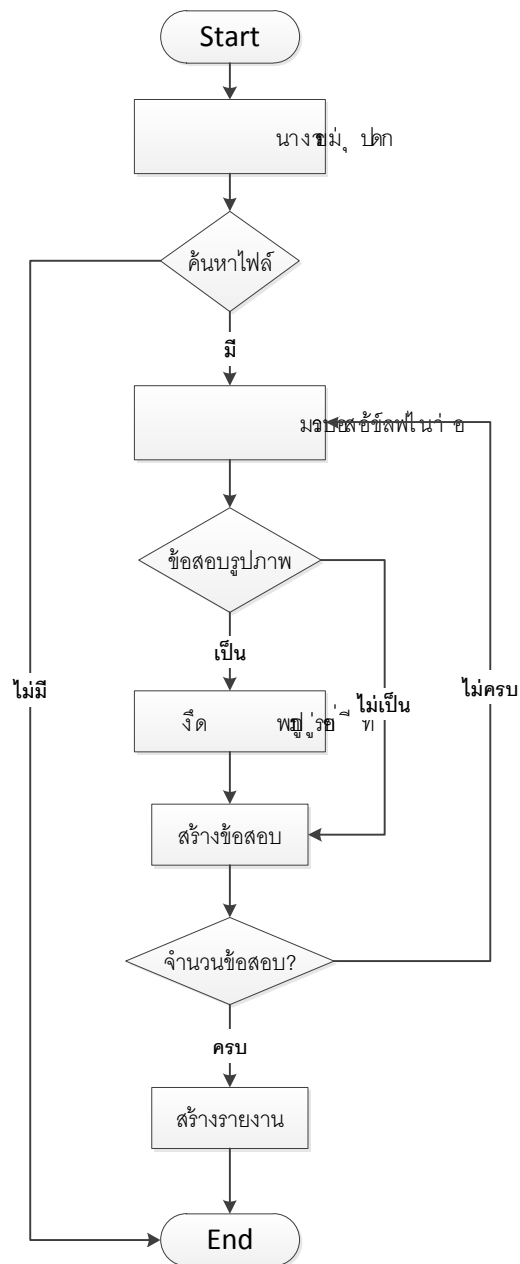 Start
ค้นหาไฟล์
มี
ข้อสอบรูปภาพ
เป็น
ไม่มี
ไม่เป็น
ไม่ครบ
สร้างข้อสอบ
จำนวนข้อสอบ?
ครบ
สร้างรายงาน
End